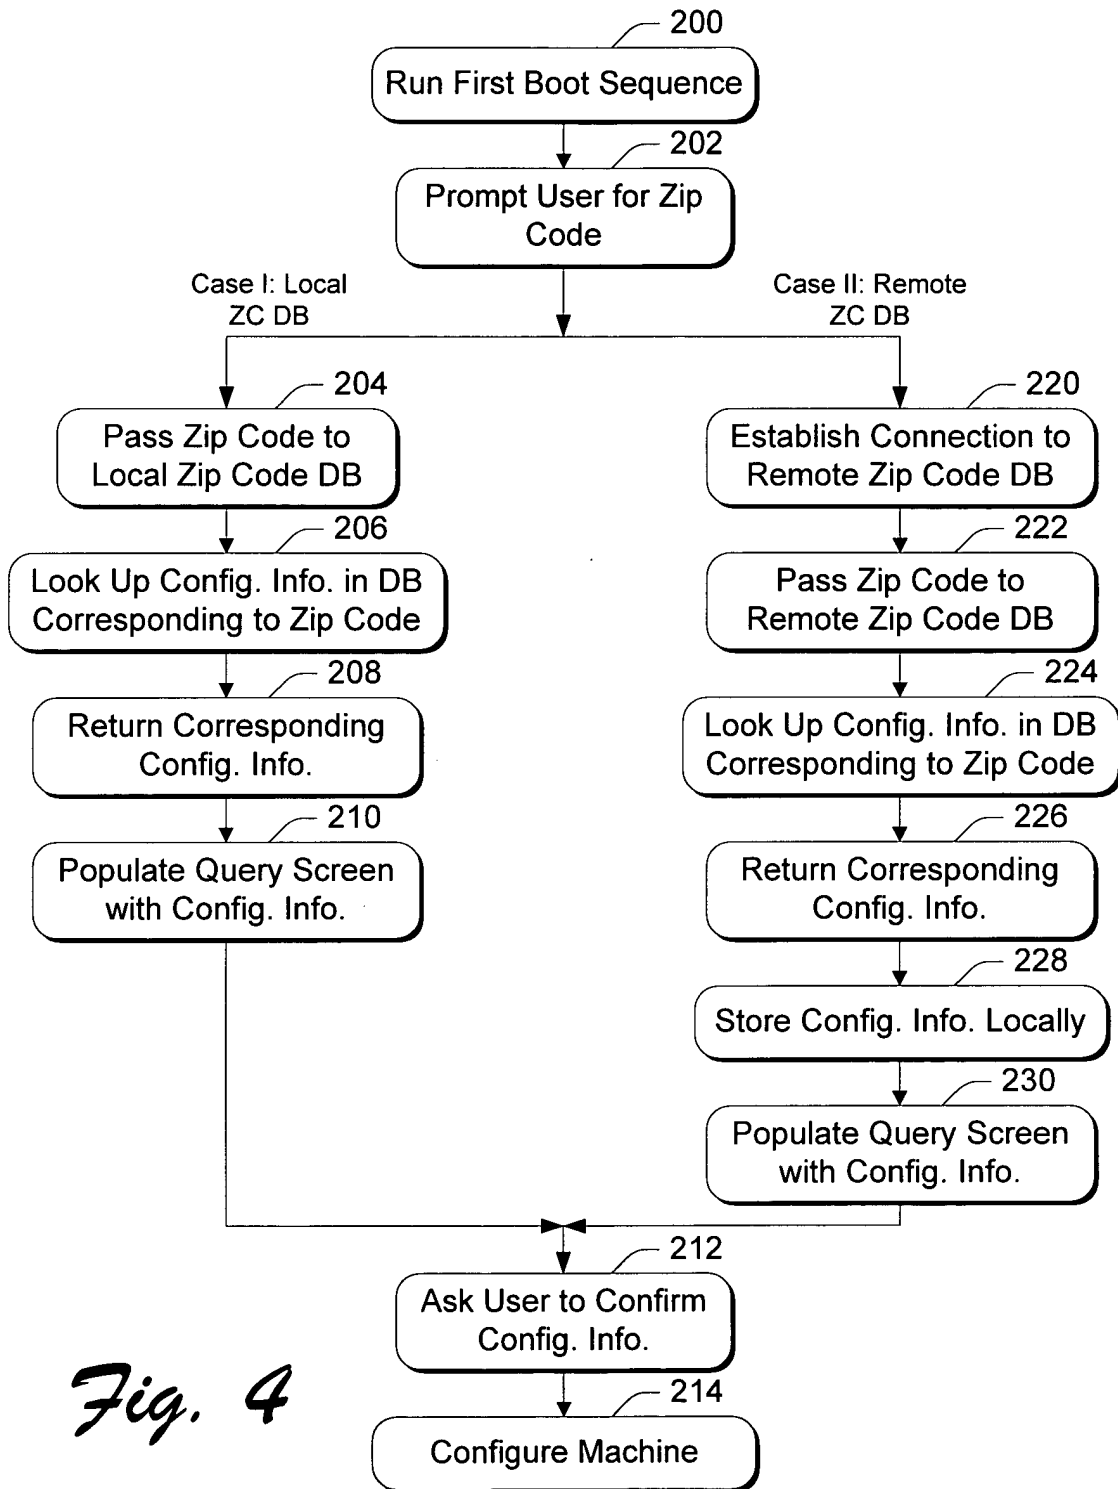 200
Run First Boot Sequence
202
Prompt User for Zip
Code
Case I: Local
ZC DB
Case II: Remote
ZC DB
204
Pass Zip Code to
Local Zip Code DB
206
Look Up Config. Info. in DB
Corresponding to Zip Code
208
Return Corresponding
Config. Info.
210
Populate Query Screen
with Config. Info.
220
Establish Connection to
Remote Zip Code DB
222
Pass Zip Code to
Remote Zip Code DB
224
Look Up Config. Info. in DB
Corresponding to Zip Code
226
Return Corresponding
Config. Info.
228
Store Config. Info. Locally
230
Populate Query Screen
with Config. Info.
212
Ask User to Confirm
Config. Info.
214
Configure Machine
Fig. 4